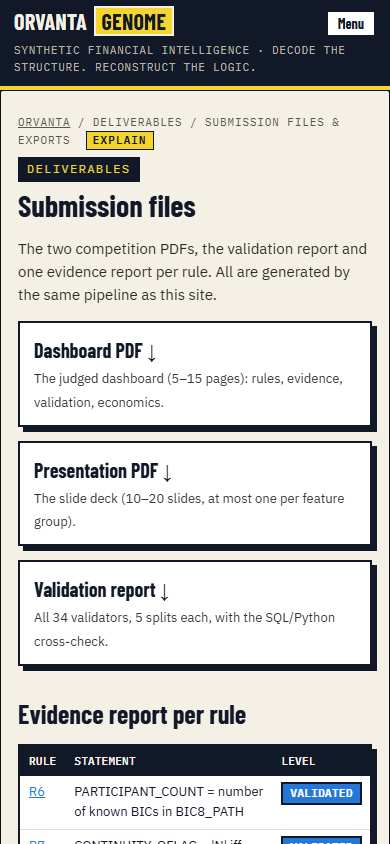 ORVANTA GENOME
Menu
SYNTHETIC FINANCIAL INTELLIGENCE · DECODE THE
STRUCTURE. RECONSTRUCT THE LOGIC.
ORVANTA / DELIVERABLES / SUBMISSION FILES &
EXPORTS EXPLAIN
DELIVERABLES
Submission files
The two competition PDFs, the validation report and
one evidence report per rule. All are generated by
the same pipeline as this site.
Dashboard PDF ↓
The judged dashboard (5–15 pages): rules, evidence,
validation, economics.
Presentation PDF ↓
The slide deck (10–20 slides, at most one per feature
group).
Validation report ↓
All 34 validators, 5 splits each, with the SQL/Python
cross-check.
Evidence report per rule
RULE STATEMENT LEVEL
R6 PARTICIPANT_COUNT = number VALIDATED
of known BICs in BIC8_PATH